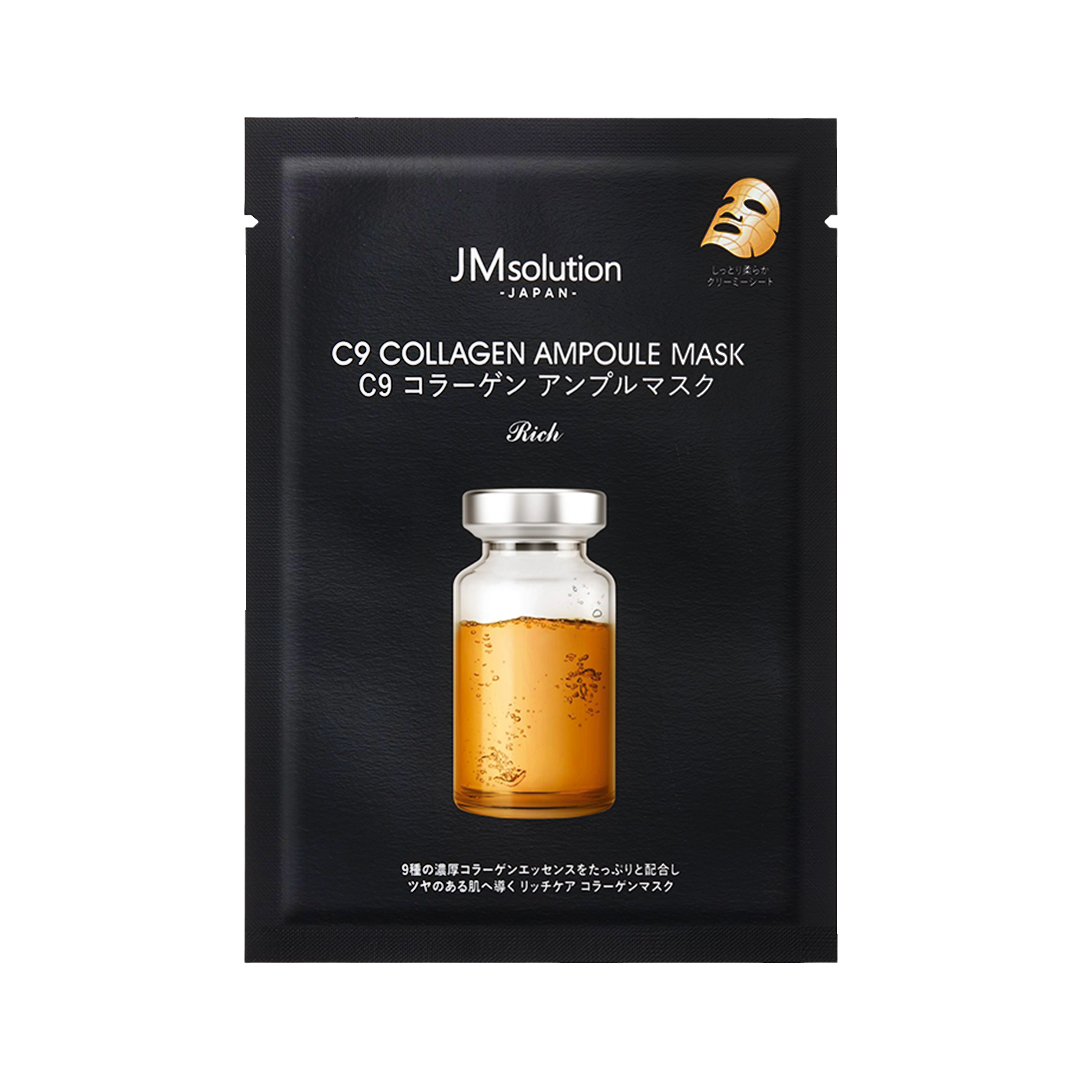 しっとり柔らか
クリーミーシート
JMsolution
-JAPAN-
C9 COLLAGEN AMPOULE MASK
C9 コラーゲン アンプルマスク
Rich
9種の濃厚コラーゲンエッセンスをたっぷりと配合し
ツヤのある肌へ導くリッチケア コラーゲンマスク